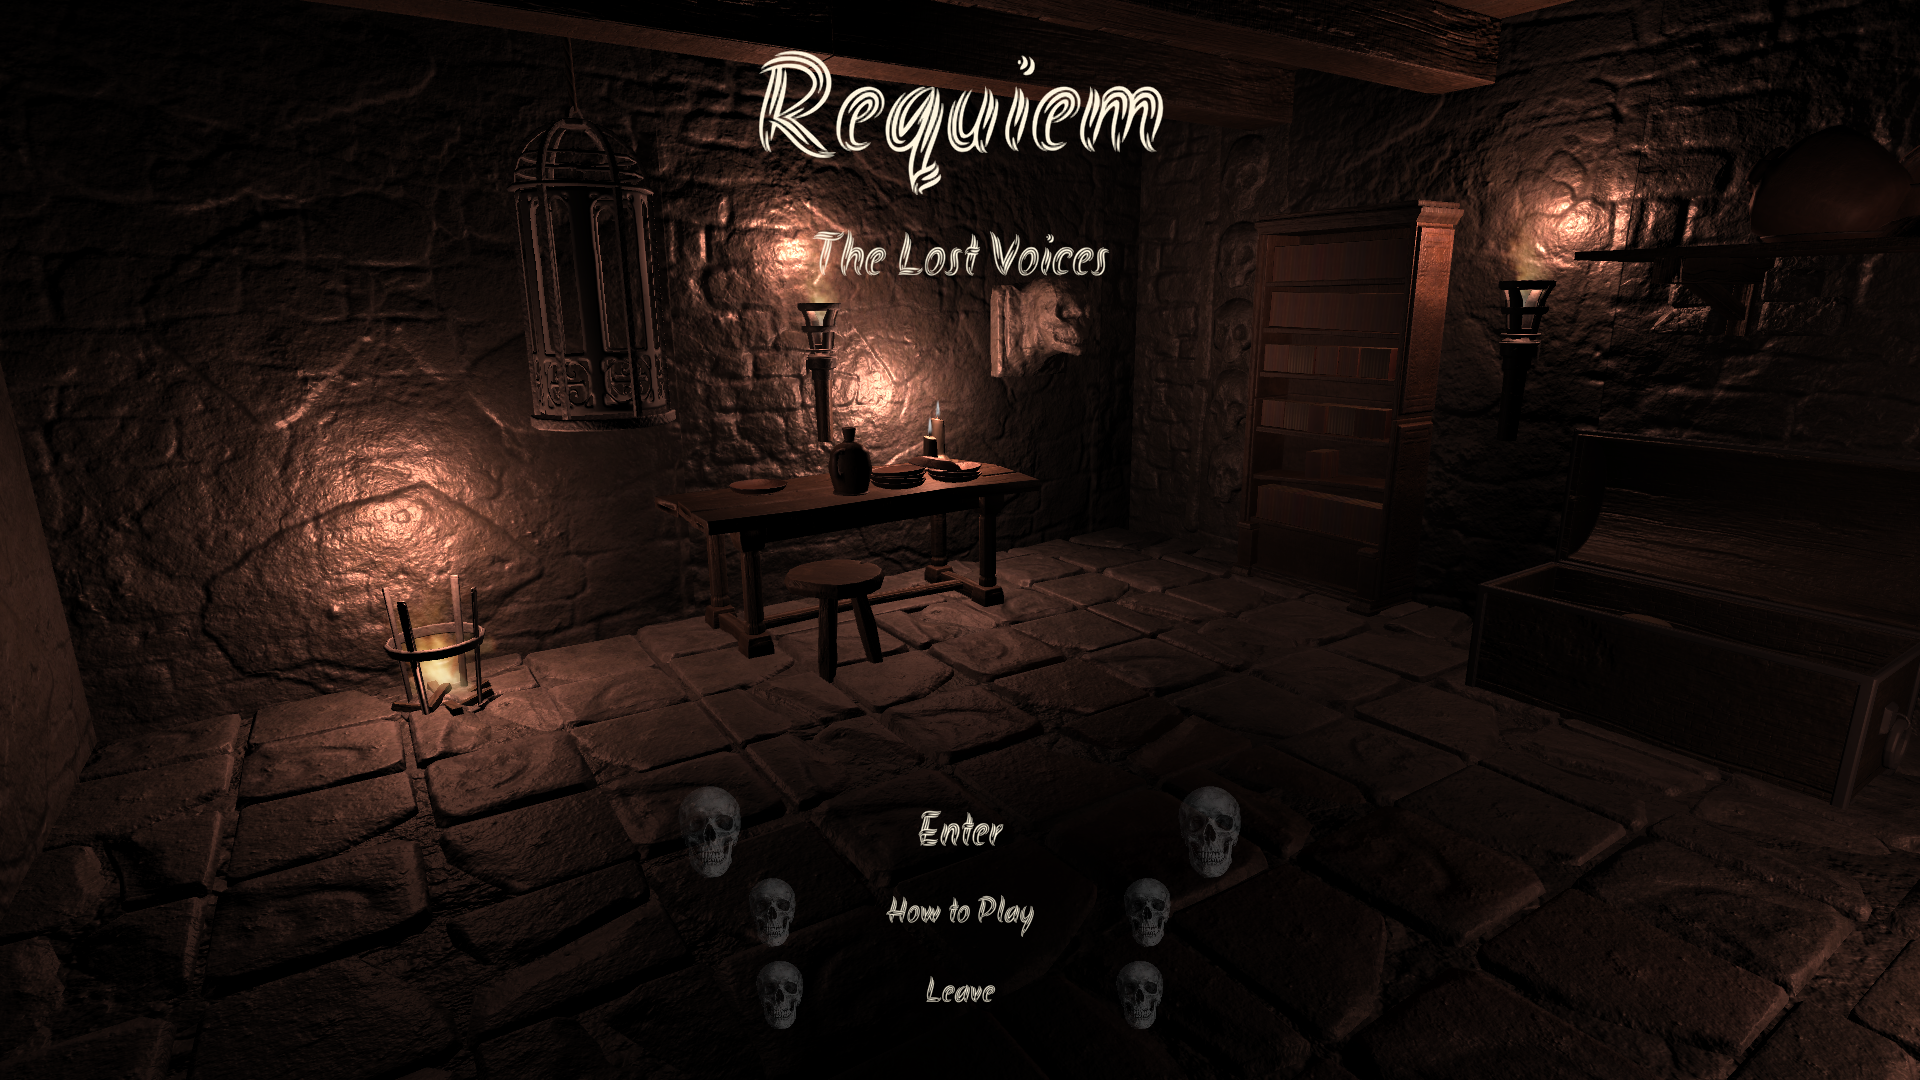 Requiem
The Lost Voices
Enter
How to Play
Leave